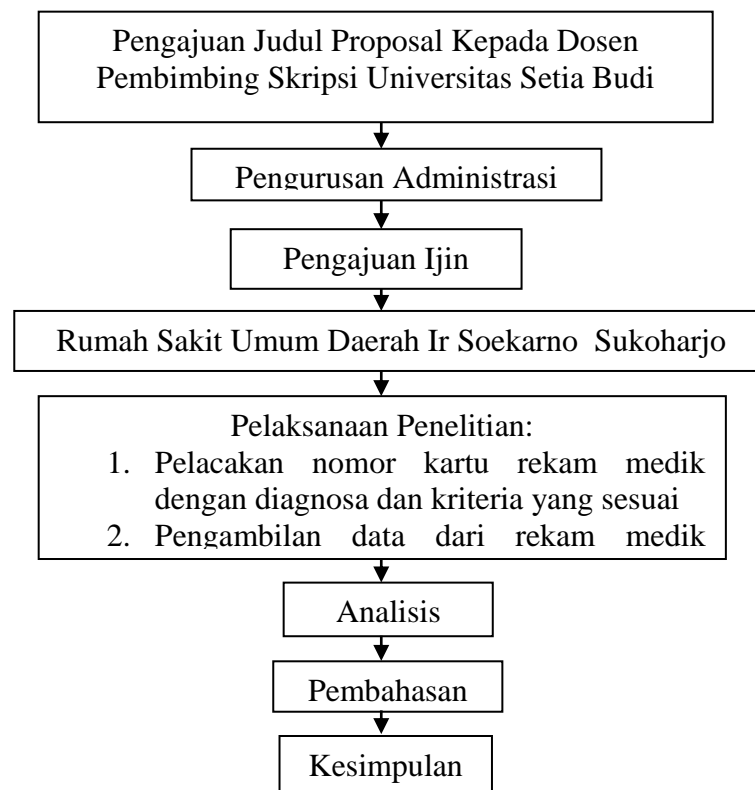 Pengajuan Judul Proposal Kepada Dosen
Pembimbing Skripsi Universitas Setia Budi
Pengurusan Administrasi
Pengajuan Ijin
Rumah Sakit Umum Daerah Ir Soekarno Sukoharjo
Pelaksanaan Penelitian:
1. Pelacakan nomor kartu rekam medik
dengan diagnosa dan kriteria yang sesuai
2. Pengambilan data dari rekam medik
Analisis
Pembahasan
Kesimpulan